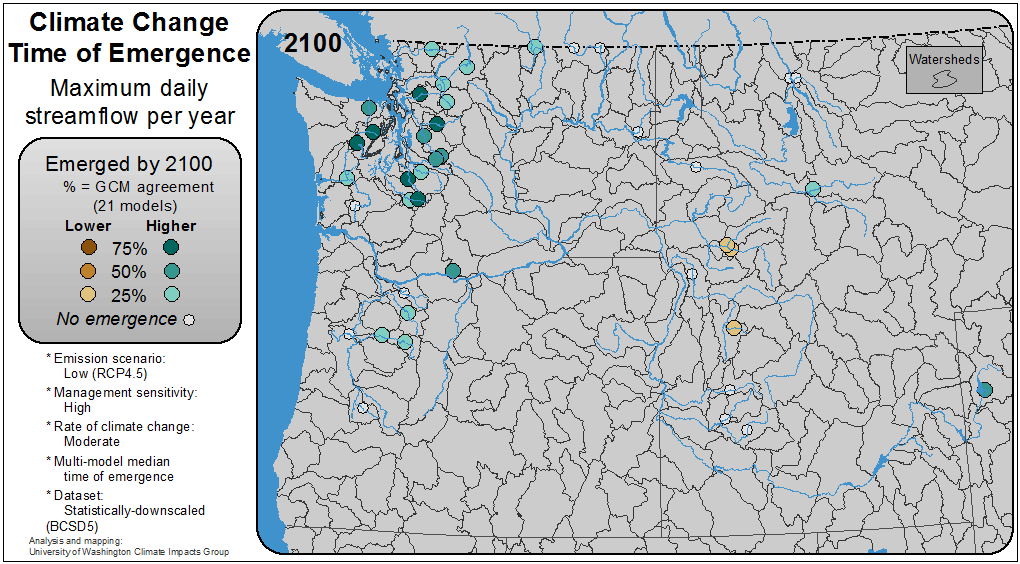 Climate Change
Time of Emergence
Maximum daily
streamflow per year
Emerged by 2100
% = GCM agreement
(21 models)
Lower Higher
75%
50%
25%
No emergence
* Emission scenario:
Low (RCP4.5)
* Management sensitivity:
High
* Rate of climate change:
Moderate
* Multi-model median
time of emergence
* Dataset:
Statistically-downscaled
(BCSD5)
Analysis and mapping:
University of Washington Climate Impacts Group
2100
Watersheds